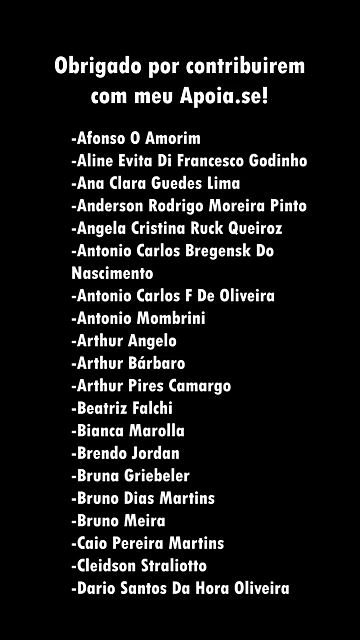 Obrigado por contribuirem
com meu Apoia.se!
-Afonso O Amorim
-Aline Evita Di Francesco Godinho
-Ana Clara Guedes Lima
-Anderson Rodrigo Moreira Pinto
-Angela Cristina Ruck Queiroz
-Antonio Carlos Bregensk Do
Nascimento
-Antonio Carlos F De Oliveira
-Antonio Mombrini
-Arthur Angelo
-Arthur Bárbaro
-Arthur Pires Camargo
-Beatriz Falchi
-Bianca Marolla
-Brendo Jordan
-Bruna Griebeler
-Bruno Dias Martins
-Bruno Meira
-Caio Pereira Martins
-Cleidson Straliotto
-Dario Santos Da Hora Oliveira